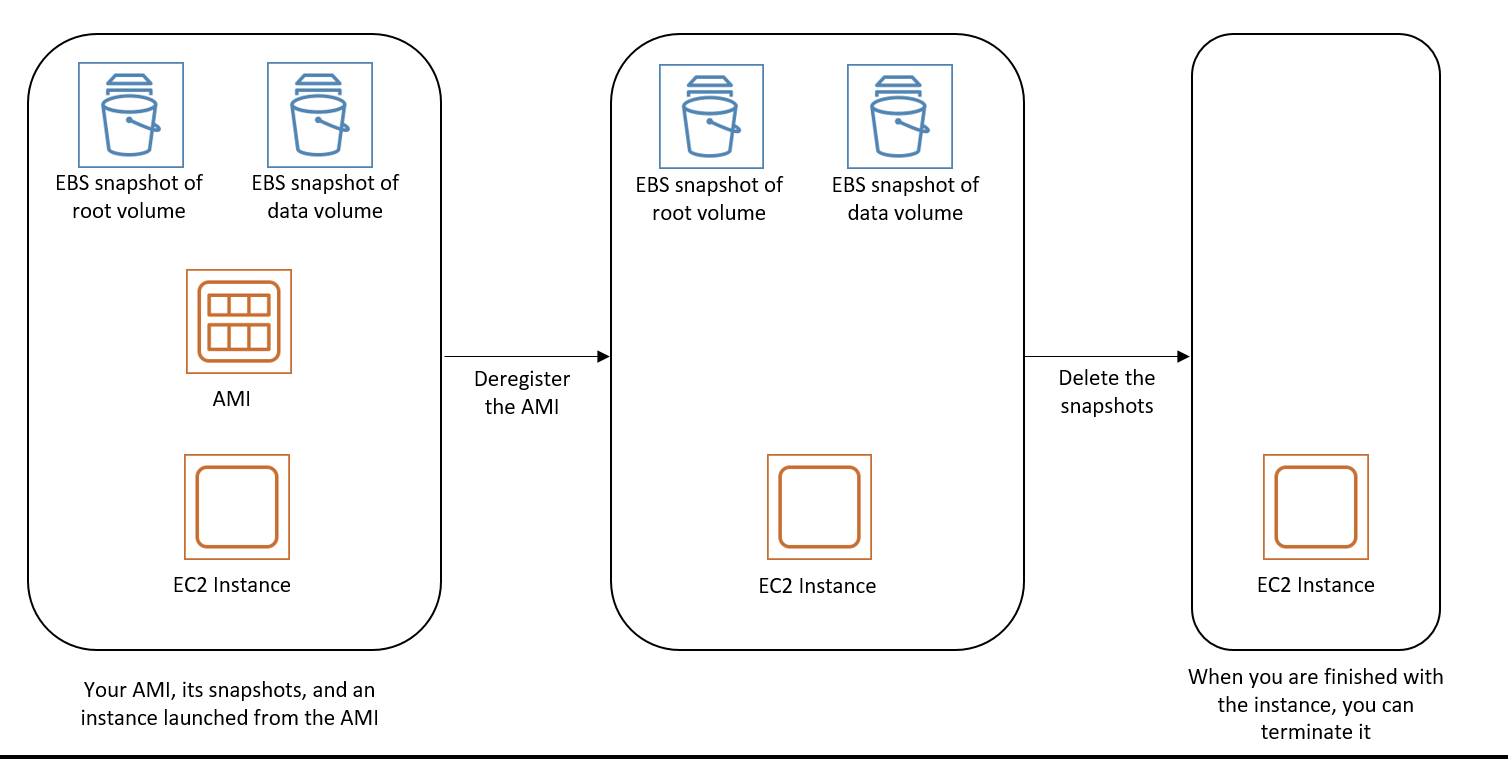 EBS snapshot of
root volume
EBS snapshot of
data volume
AMI
EC2 Instance
Your AMI, its snapshots, and an
instance launched from the AMI
Deregister
the AMI
EBS snapshot of
root volume
EBS snapshot of
data volume
EC2 Instance
Delete the
snapshots
EC2 Instance
When you are finished with
the instance, you can
terminate it